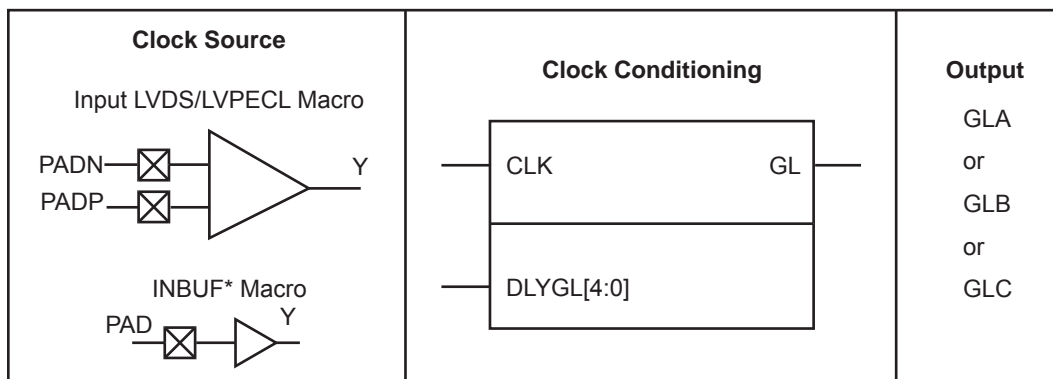 Clock Source
Input LVDS/LVPECL Macro
PADN
PADP
Y
INBUF* Macro
PAD
Y
Clock Conditioning
CLK
GL
DLYGL[4:0]
Output
GLA
or
GLB
or
GLC